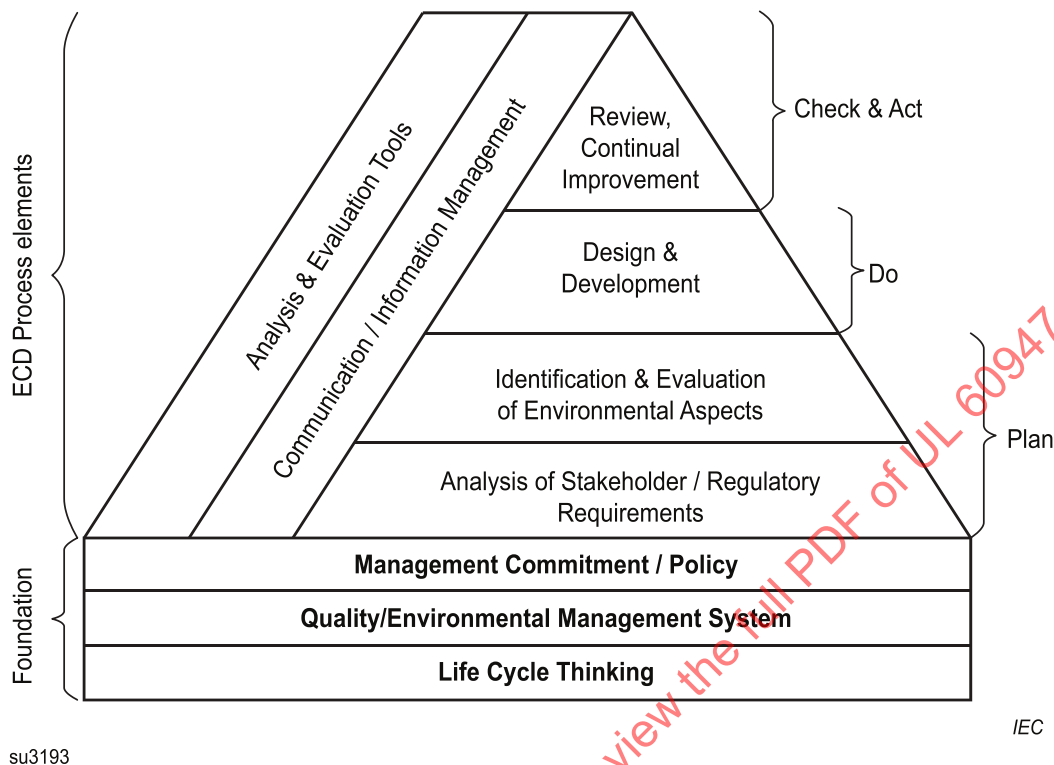 ECD Process elements
Analysis & Evaluation Tools
Communication / Information Management
Review,
Continual
Improvement
Check & Act
Design &
Development
Do
Identification & Evaluation
of Environmental Aspects
Analysis of Stakeholder / Regulatory
Requirements
Plan
Foundation
Management Commitment / Policy
Quality/Environmental Management System
Life Cycle Thinking
view the full PDF of UL 60947
IEC
su3193